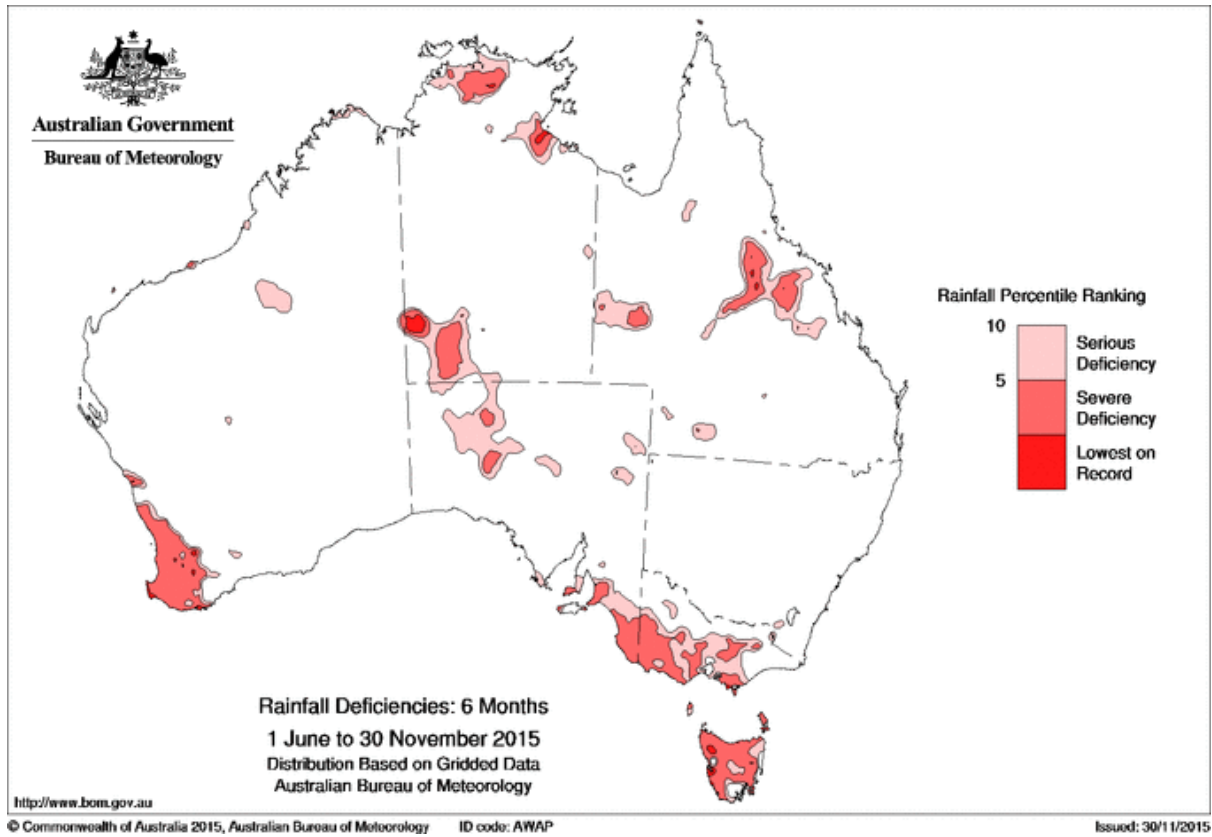 Australian Government
Bureau of Meteorology
Rainfall Percentile Ranking
10
Serious
Deficiency
5
Severe
Deficiency
Lowest on
Record
Rainfall Deficiencies: 6 Months
1 June to 30 November 2015
Distribution Based on Gridded Data
Australian Bureau of Meteorology
http://www.bom.gov.au
© Commonwealth of Australia 2015, Australian Bureau of Meteorology ID code: AWAP Issued: 30/11/2015